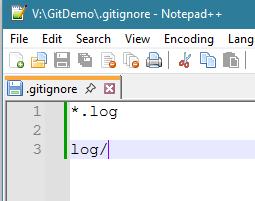 V:\GitDemo\.gitignore - Notepad++
File Edit Search View Encoding Lang
.gitignore
1 *.log
2
3 log/